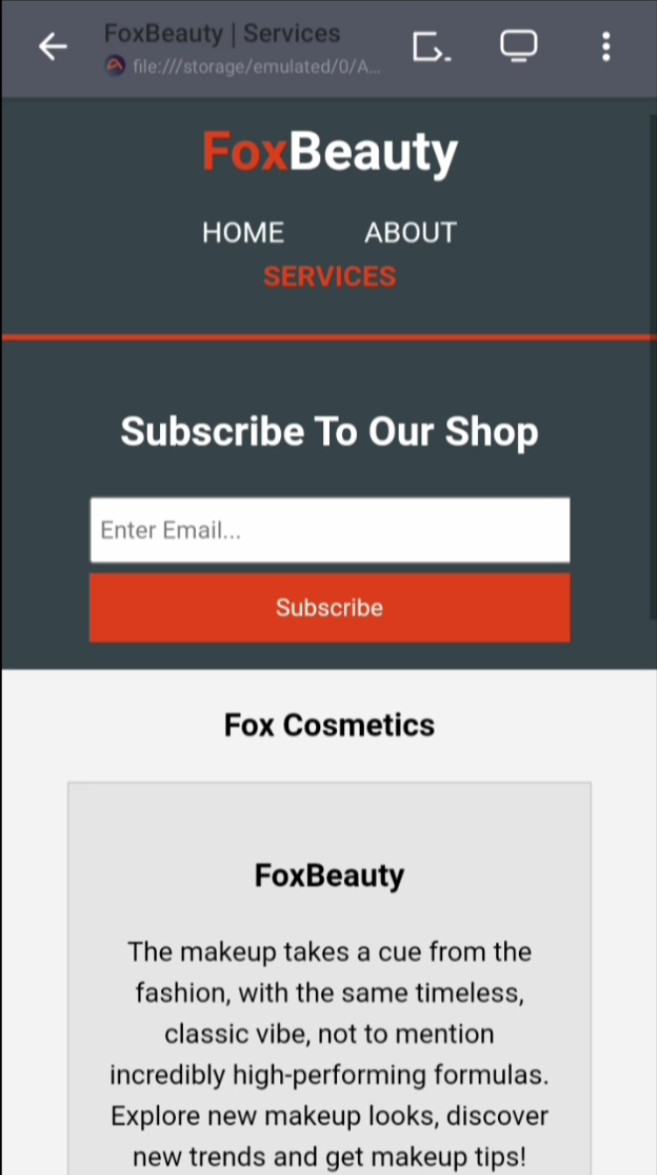 FoxBeauty | Services
file:///storage/emulated/0/A...
FoxBeauty
HOME ABOUT
SERVICES
Subscribe To Our Shop
Enter Email...
Subscribe
Fox Cosmetics
FoxBeauty
The makeup takes a cue from the
fashion, with the same timeless,
classic vibe, not to mention
incredibly high-performing formulas.
Explore new makeup looks, discover
new trends and get makeup tips!